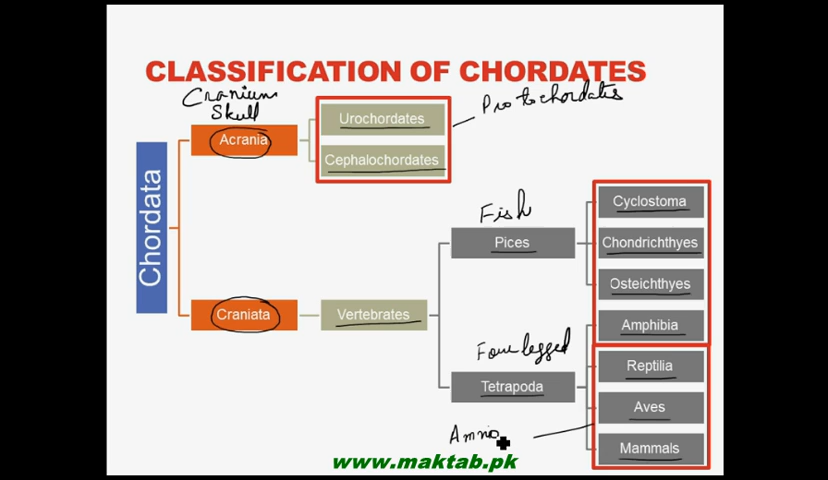 CLASSIFICATION OF CHORDATES
Cranium
Skull
Protochordates
Urochordates
Acrania
Cephalochordates
Chordata
Cyclostoma
Fish
Pices
Chondrichthyes
Osteichthyes
Craniata
Vertebrates
Amphibia
Four legged
Reptilia
Tetrapoda
Aves
Amnio
Mammals
www.maktab.pk